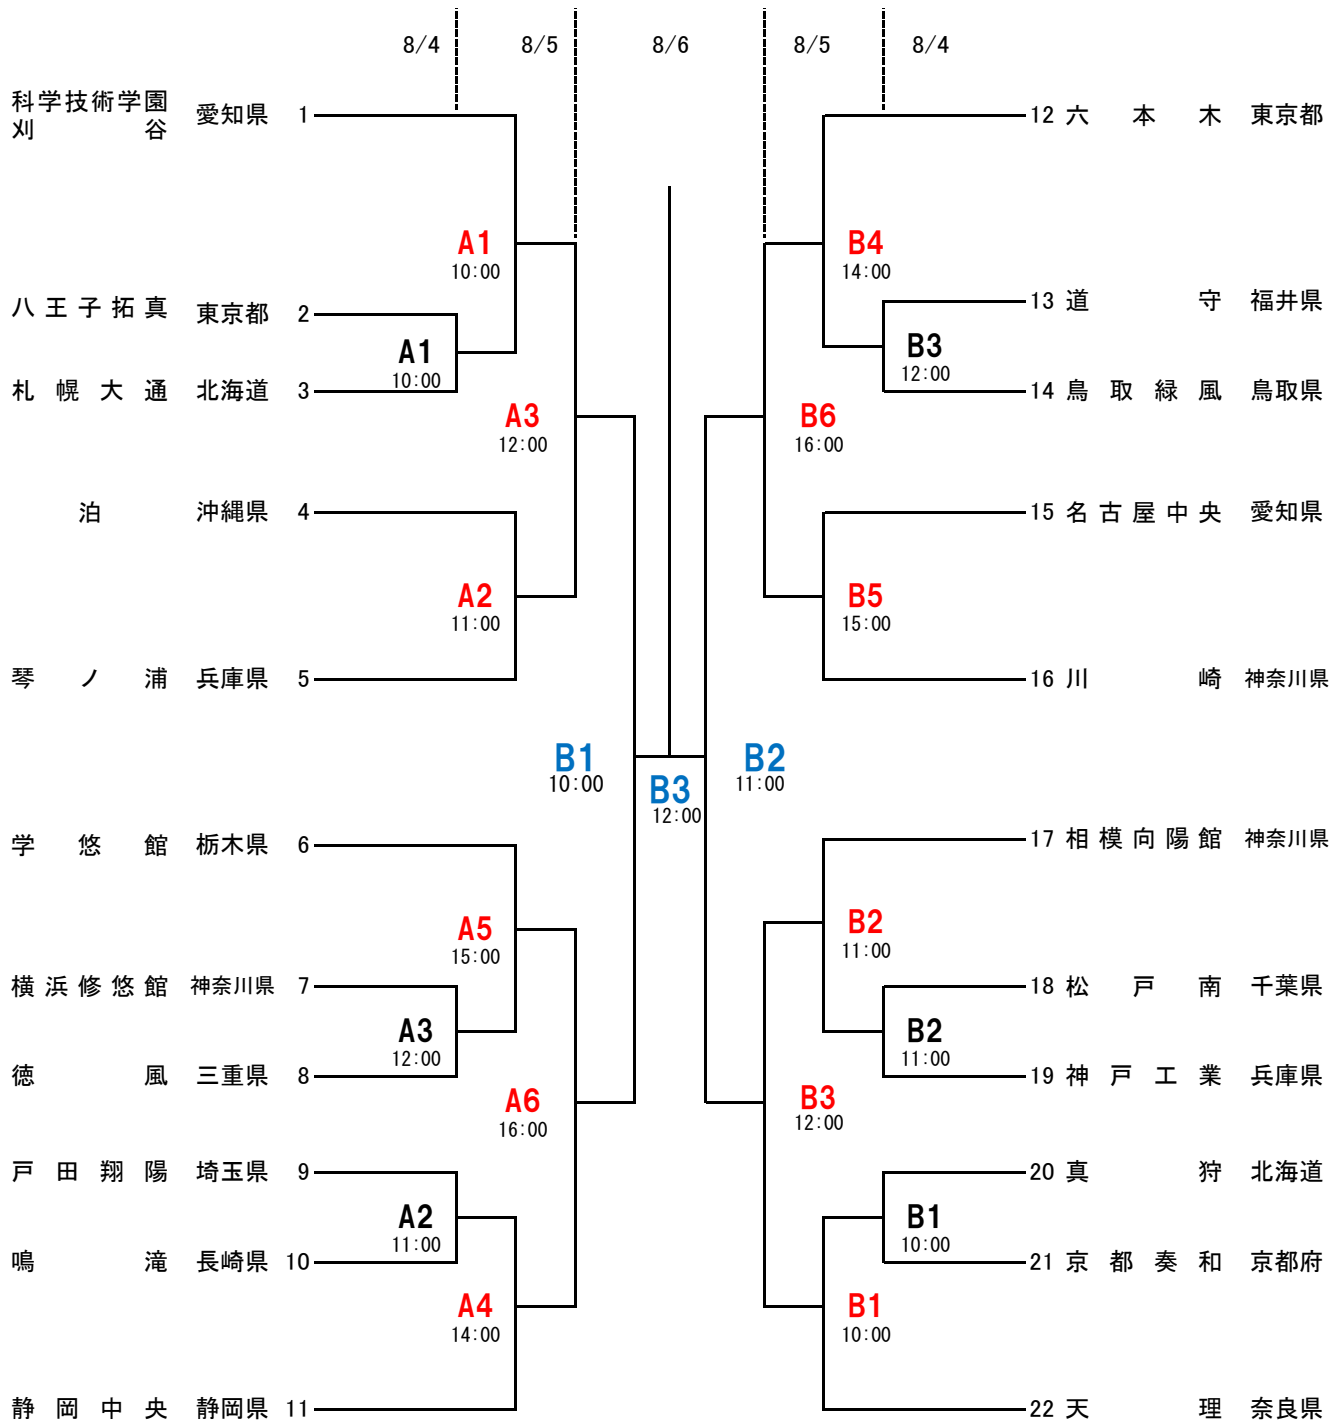 8/4 8/5 8/6 8/5 8/4
科学技術学園
刈谷 愛知県 1
12 六本木 東京都
A1
10:00
B4
14:00
八王子拓真 東京都 2
13 道守 福井県
A1
10:00
B3
12:00
札幌大通 北海道 3
14 鳥取緑風 鳥取県
A3
12:00
B6
16:00
泊 沖縄県 4
15 名古屋中央 愛知県
A2
11:00
B5
15:00
琴ノ浦 兵庫県 5
16 川崎 神奈川県
B1
10:00
B3
12:00
B2
11:00
学悠館 栃木県 6
17 相模向陽館 神奈川県
A5
15:00
B2
11:00
横浜修悠館 神奈川県 7
18 松戸南 千葉県
A3
12:00
B2
11:00
徳風 三重県 8
19 神戸工業 兵庫県
A6
16:00
B3
12:00
戸田翔陽 埼玉県 9
20 真狩 北海道
A2
11:00
B1
10:00
鳴滝 長崎県 10
21 京都奏和 京都府
A4
14:00
B1
10:00
静岡中央 静岡県 11
22 天理 奈良県